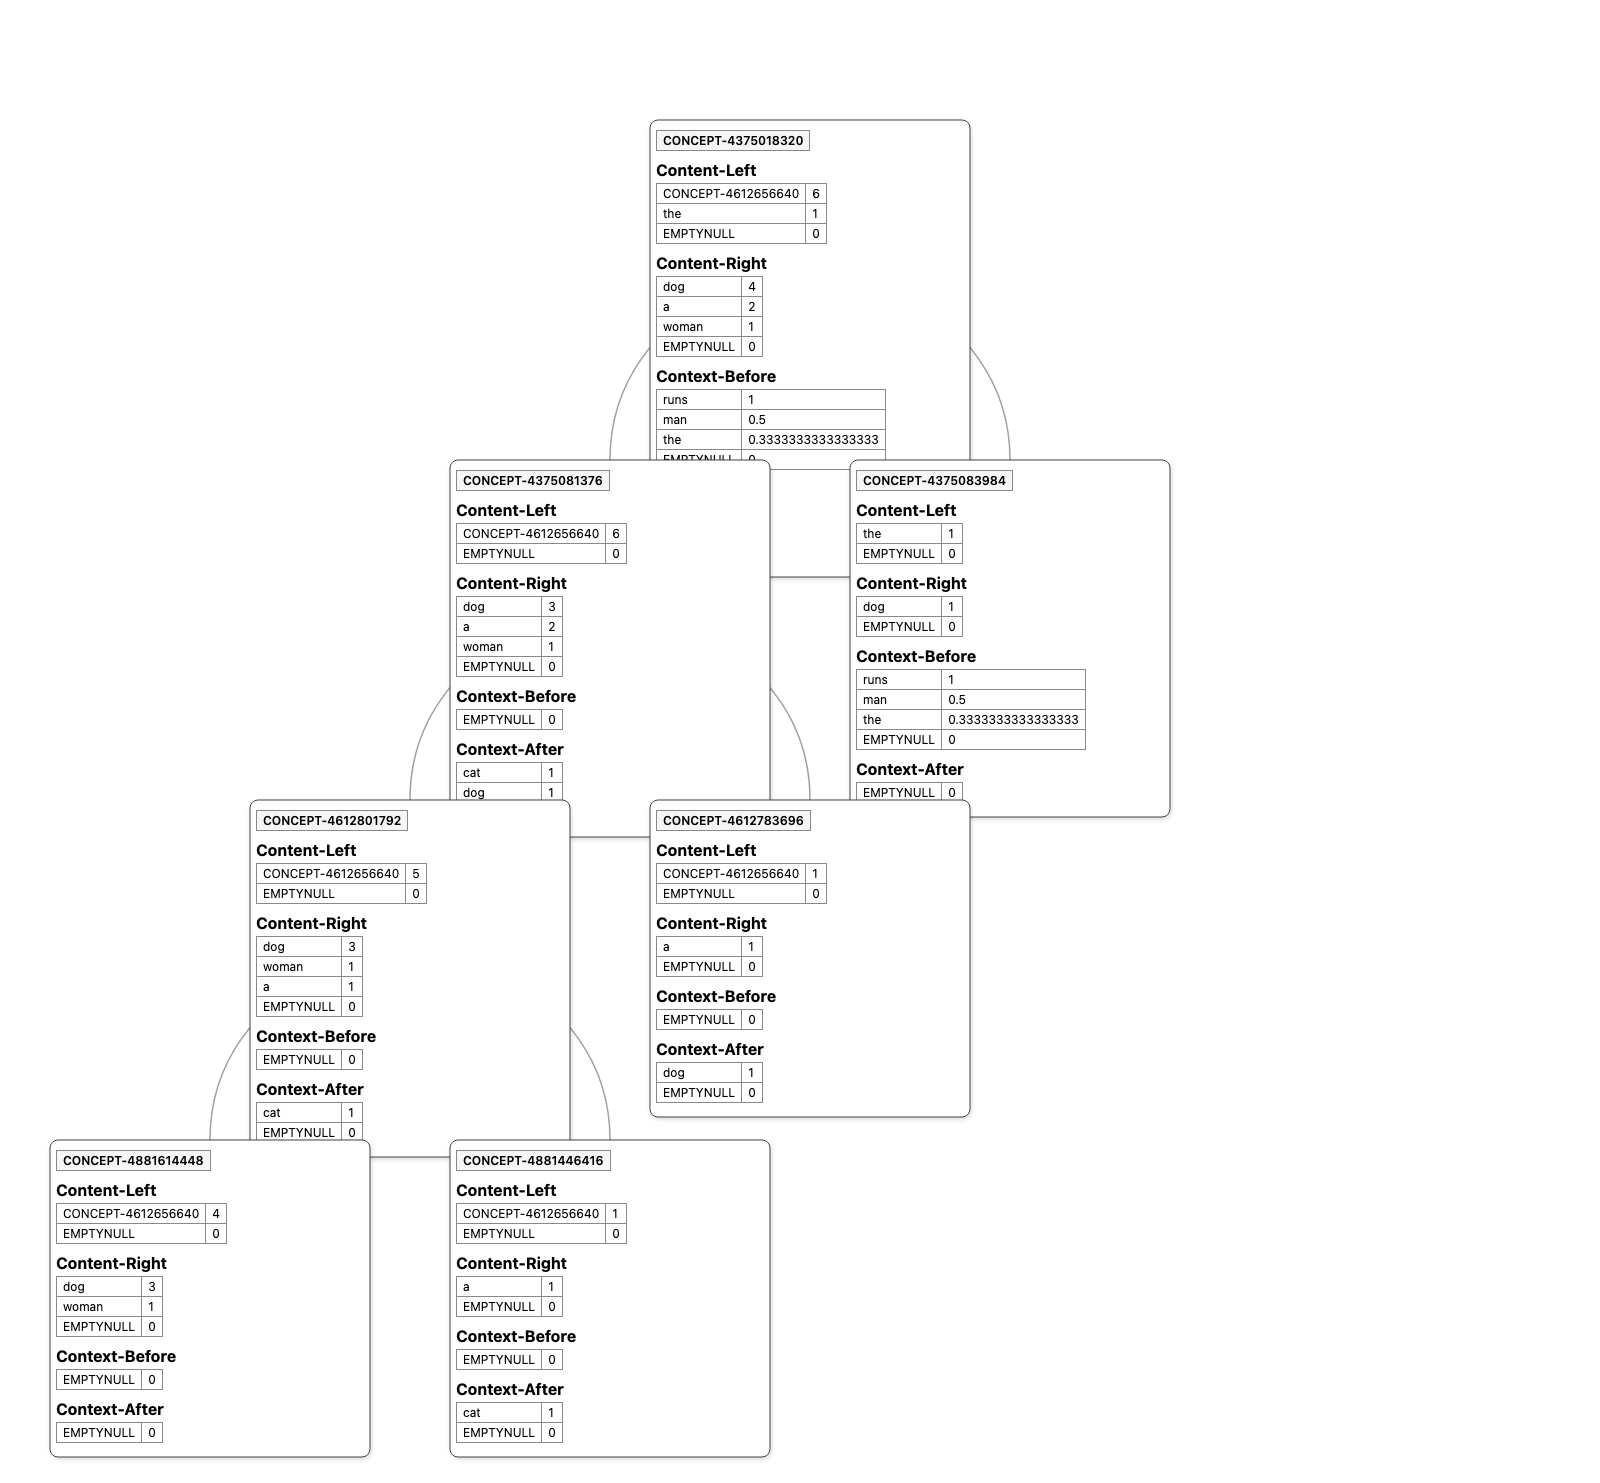 CONCEPT-4375018320
Content-Left
CONCEPT-4612656640 6
the 1
EMPTYNULL 0
Content-Right
dog 4
a 2
woman 1
EMPTYNULL 0
Context-Before
runs 1
man 0.5
the 0.3333333333333333
EMPTYNULL 0
CONCEPT-4375081376
Content-Left
CONCEPT-4612656640 6
EMPTYNULL 0
Content-Right
dog 3
a 2
woman 1
EMPTYNULL 0
Context-Before
EMPTYNULL 0
Context-After
cat 1
dog 1
CONCEPT-4375083984
Content-Left
the 1
EMPTYNULL 0
Content-Right
dog 1
EMPTYNULL 0
Context-Before
runs 1
man 0.5
the 0.3333333333333333
EMPTYNULL 0
Context-After
EMPTYNULL 0
CONCEPT-4612801792
Content-Left
CONCEPT-4612656640 5
EMPTYNULL 0
Content-Right
dog 3
woman 1
a 1
EMPTYNULL 0
Context-Before
EMPTYNULL 0
Context-After
cat 1
EMPTYNULL 0
CONCEPT-4612783696
Content-Left
CONCEPT-4612656640 1
EMPTYNULL 0
Content-Right
a 1
EMPTYNULL 0
Context-Before
EMPTYNULL 0
Context-After
dog 1
EMPTYNULL 0
CONCEPT-4881614448
Content-Left
CONCEPT-4612656640 4
EMPTYNULL 0
Content-Right
dog 3
woman 1
EMPTYNULL 0
Context-Before
EMPTYNULL 0
Context-After
EMPTYNULL 0
CONCEPT-4881446416
Content-Left
CONCEPT-4612656640 1
EMPTYNULL 0
Content-Right
a 1
EMPTYNULL 0
Context-Before
EMPTYNULL 0
Context-After
cat 1
EMPTYNULL 0